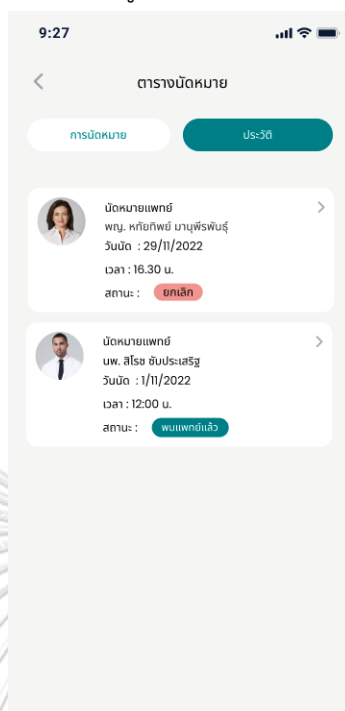 9:27
ตารางนัดหมาย
การนัดหมาย
ประวัติ
นัดหมายแพทย์
พญ. หทัยทิพย์ มานุพีรพันธุ์
วันนัด : 29/11/2022
เวลา : 16.30 น.
สถานะ : ยกเลิก
นัดหมายแพทย์
นพ. สิโรช ซับประเสริฐ
วันนัด : 1/11/2022
เวลา : 12:00 น.
สถานะ : พบแพทย์แล้ว